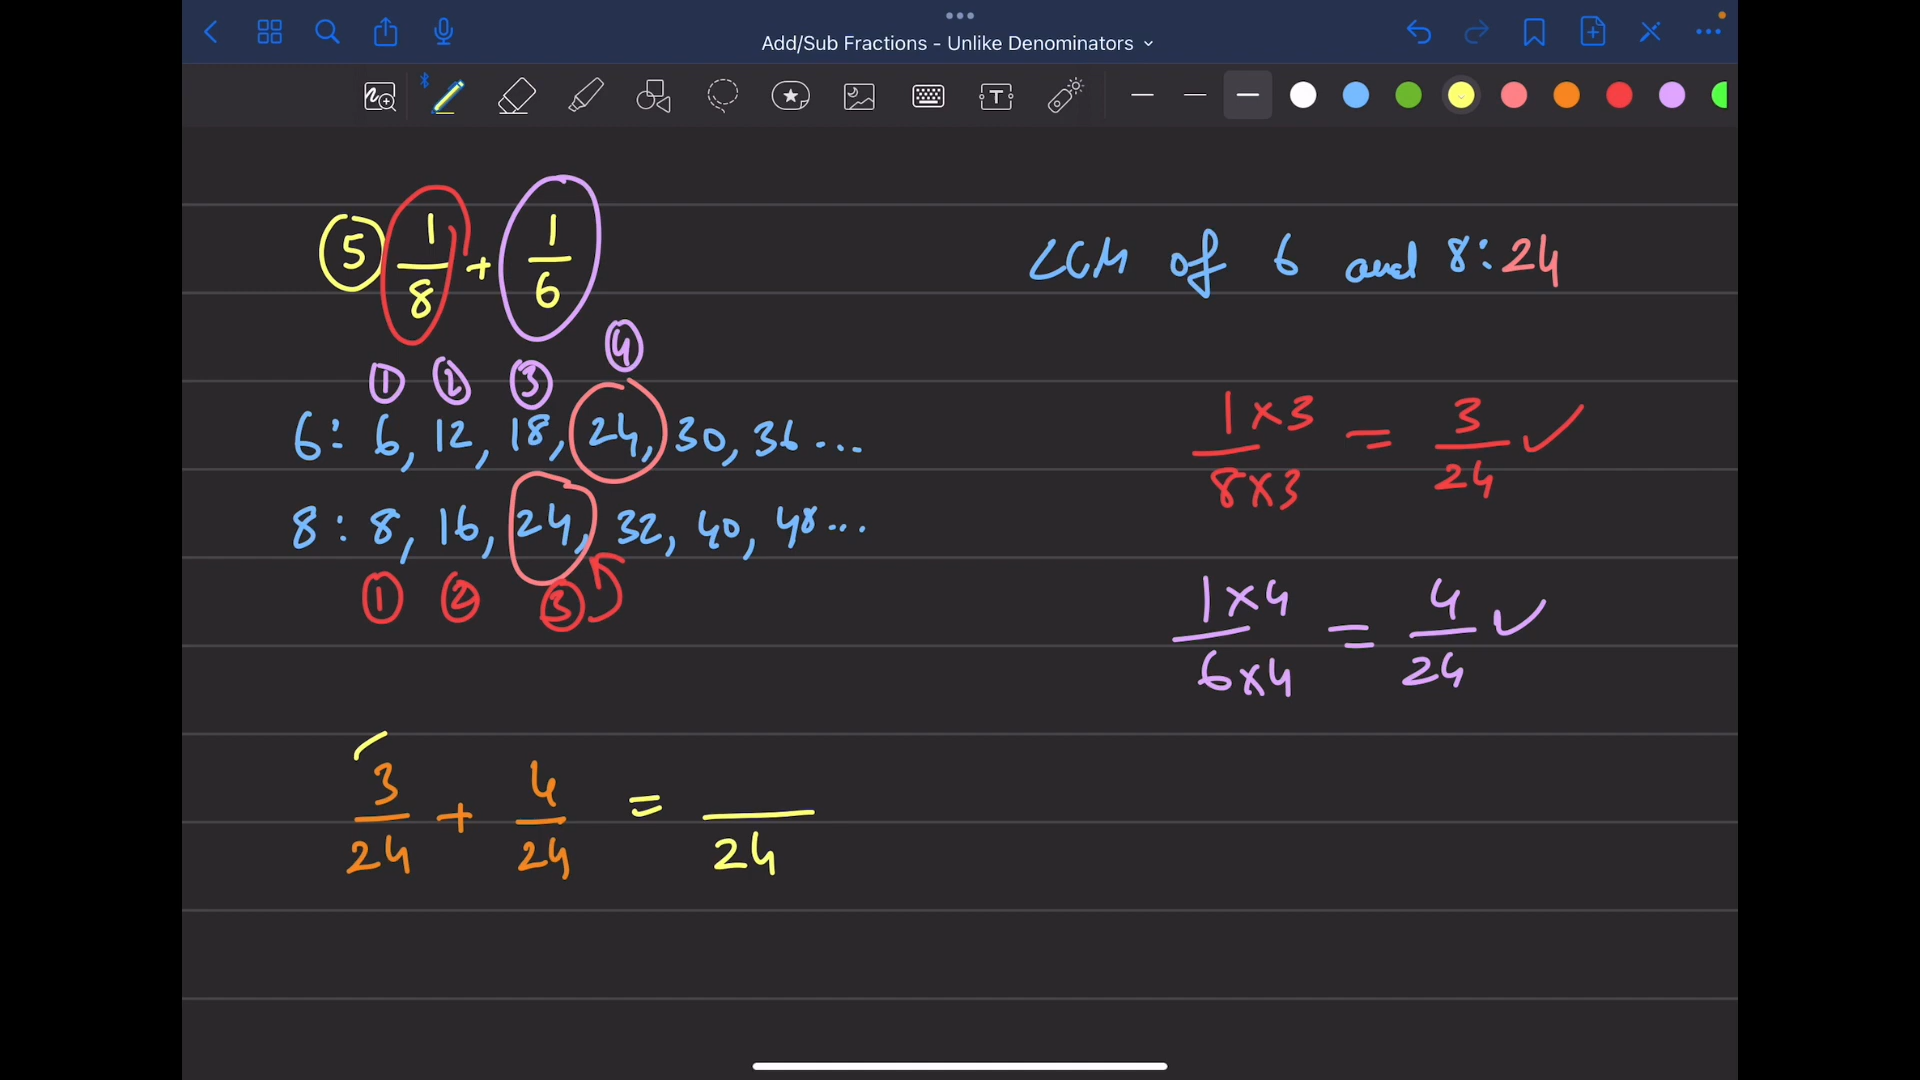 Add/Sub Fractions - Unlike Denominators
T
5 1/8 + 1/6
LCM of 6 and 8: 24
1 2 3 4
6: 6, 12, 18, 24, 30, 36 ...
8: 8, 16, 24, 32, 40, 48 ...
1 2 3
1×3/8×3 = 3/24 ✓
1×4/6×4 = 4/24 ✓
3/24 + 4/24 = /24